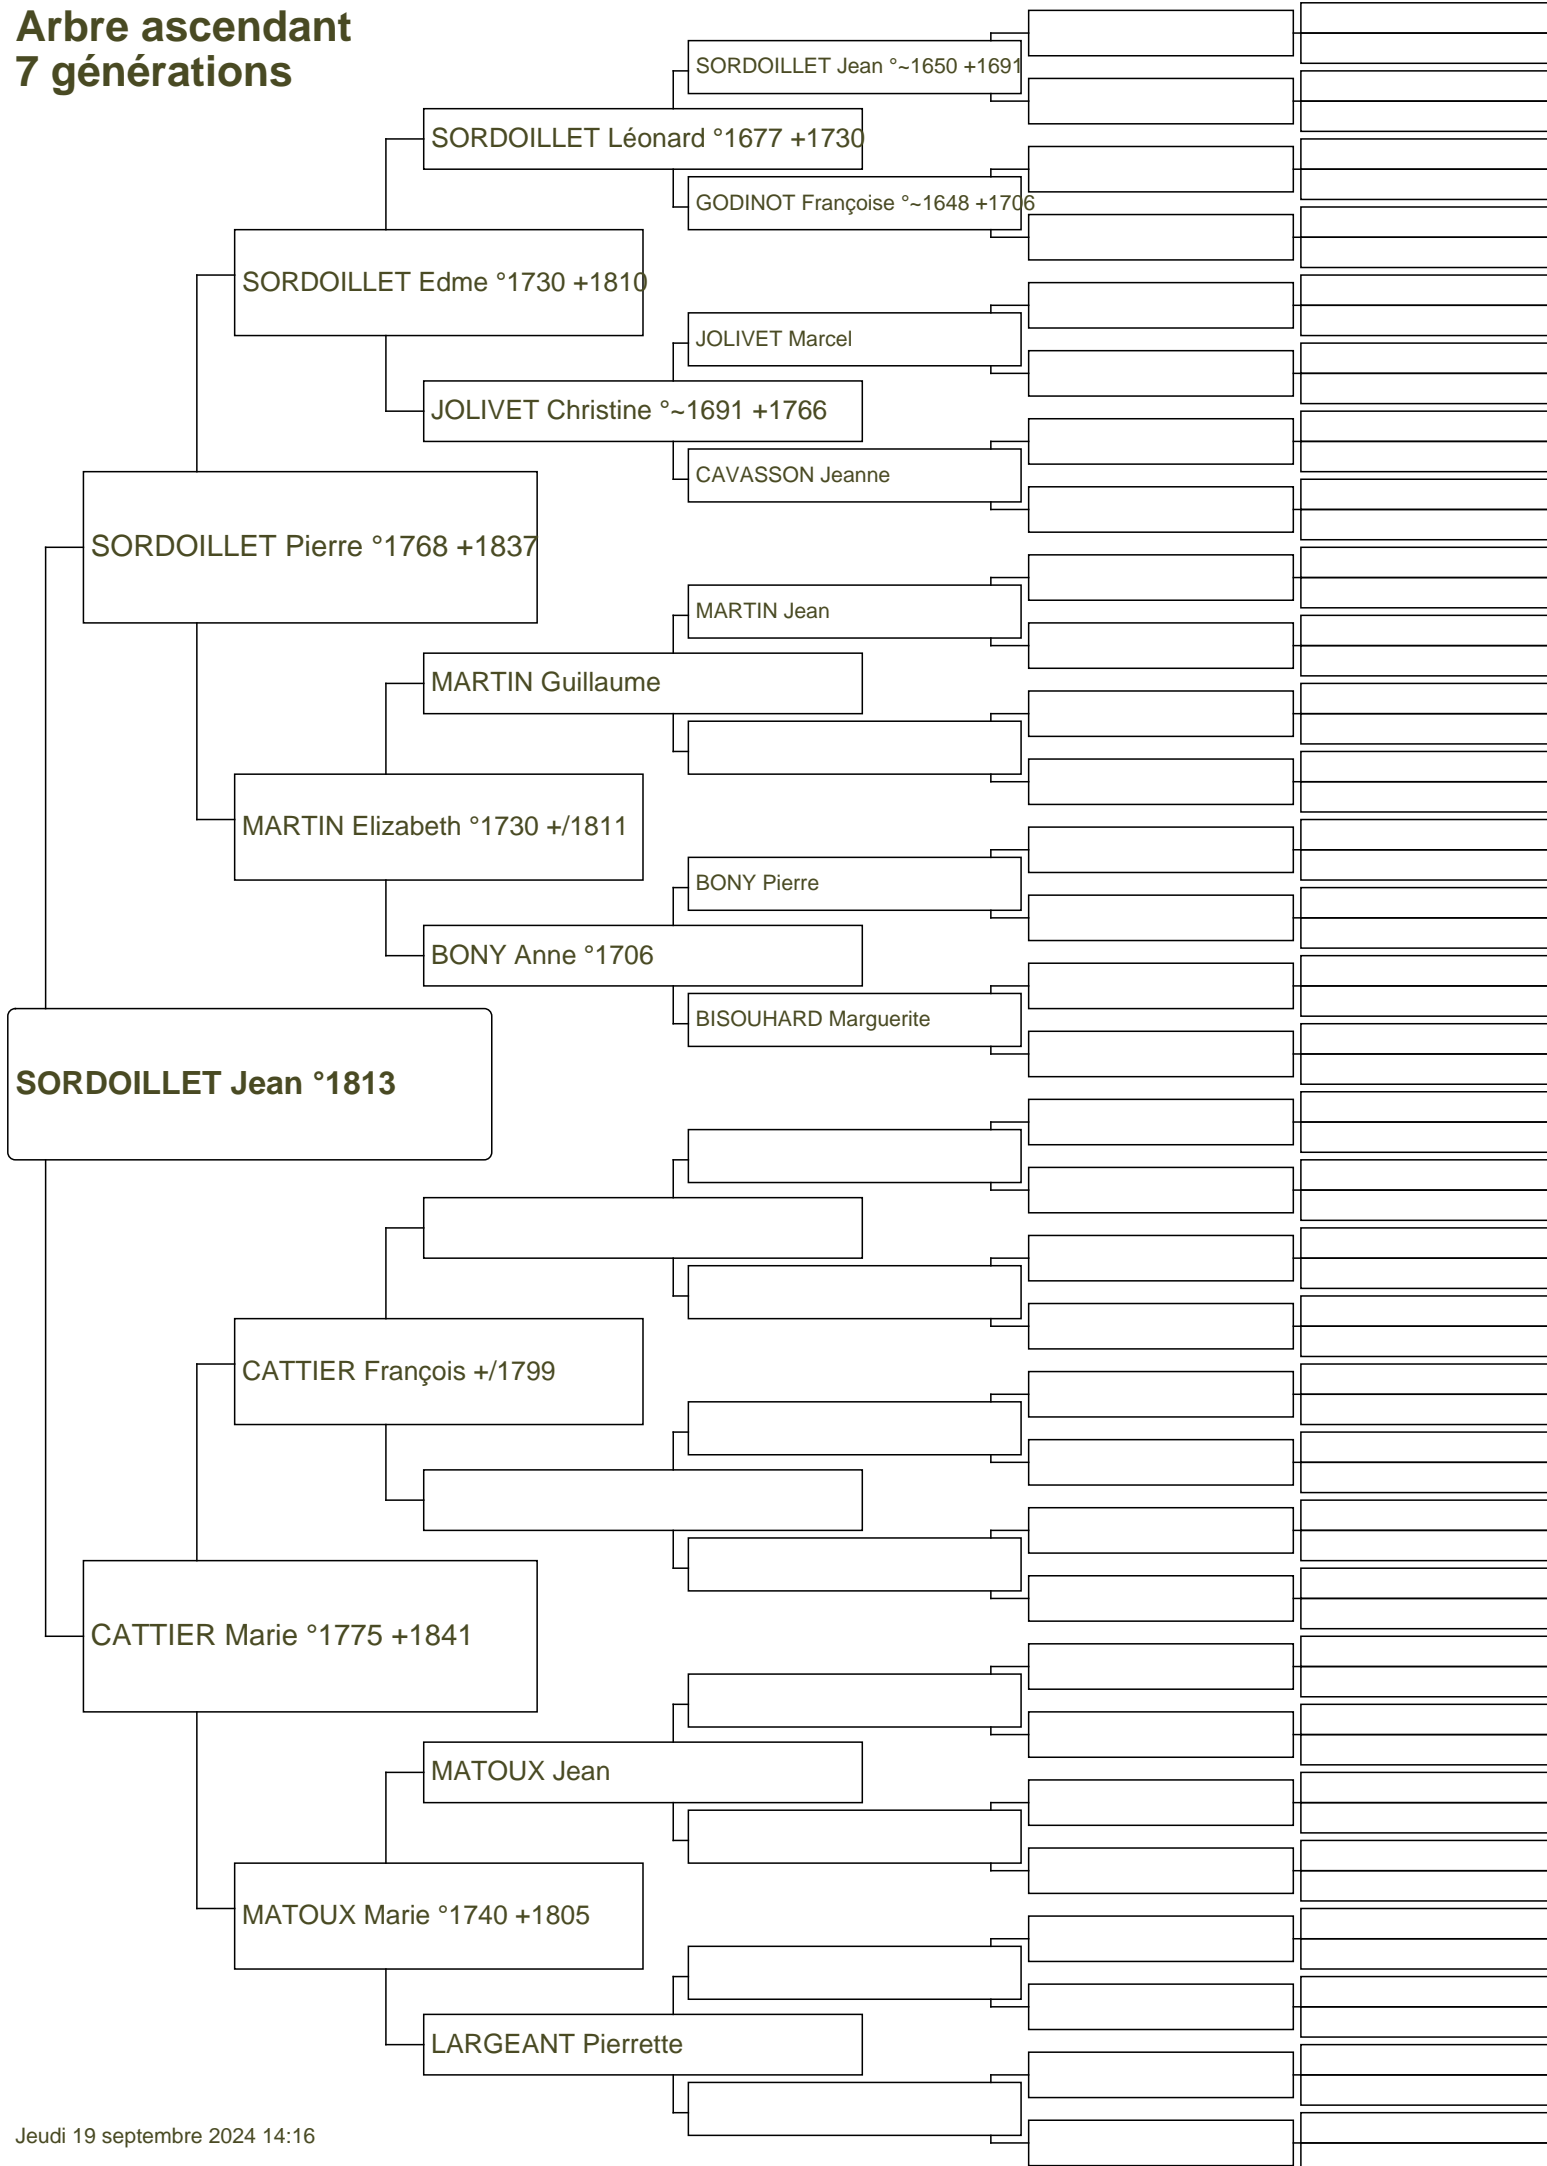 Arbre ascendant
7 générations
SORDOILLET Jean °~1650 +1691
SORDOILLET Léonard °1677 +1730
GODINOT Françoise °~1648 +1706
SORDOILLET Edme °1730 +1810
JOLIVET Marcel
JOLIVET Christine °~1691 +1766
CAVASSON Jeanne
SORDOILLET Pierre °1768 +1837
MARTIN Jean
MARTIN Guillaume
MARTIN Elizabeth °1730 +/1811
BONY Pierre
BONY Anne °1706
BISOUHARD Marguerite
SORDOILLET Jean °1813
CATTIER François +/1799
CATTIER Marie °1775 +1841
MATOUX Jean
MATOUX Marie °1740 +1805
LARGEANT Pierrette
Jeudi 19 septembre 2024 14:16